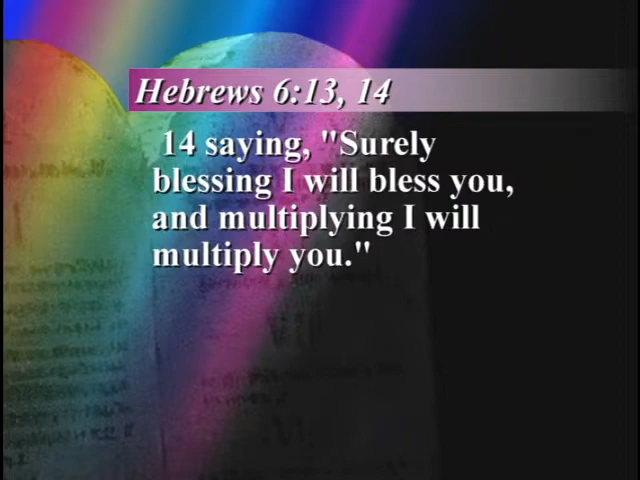 Hebrews 6:13, 14
14 saying, "Surely
blessing I will bless you,
and multiplying I will
multiply you."